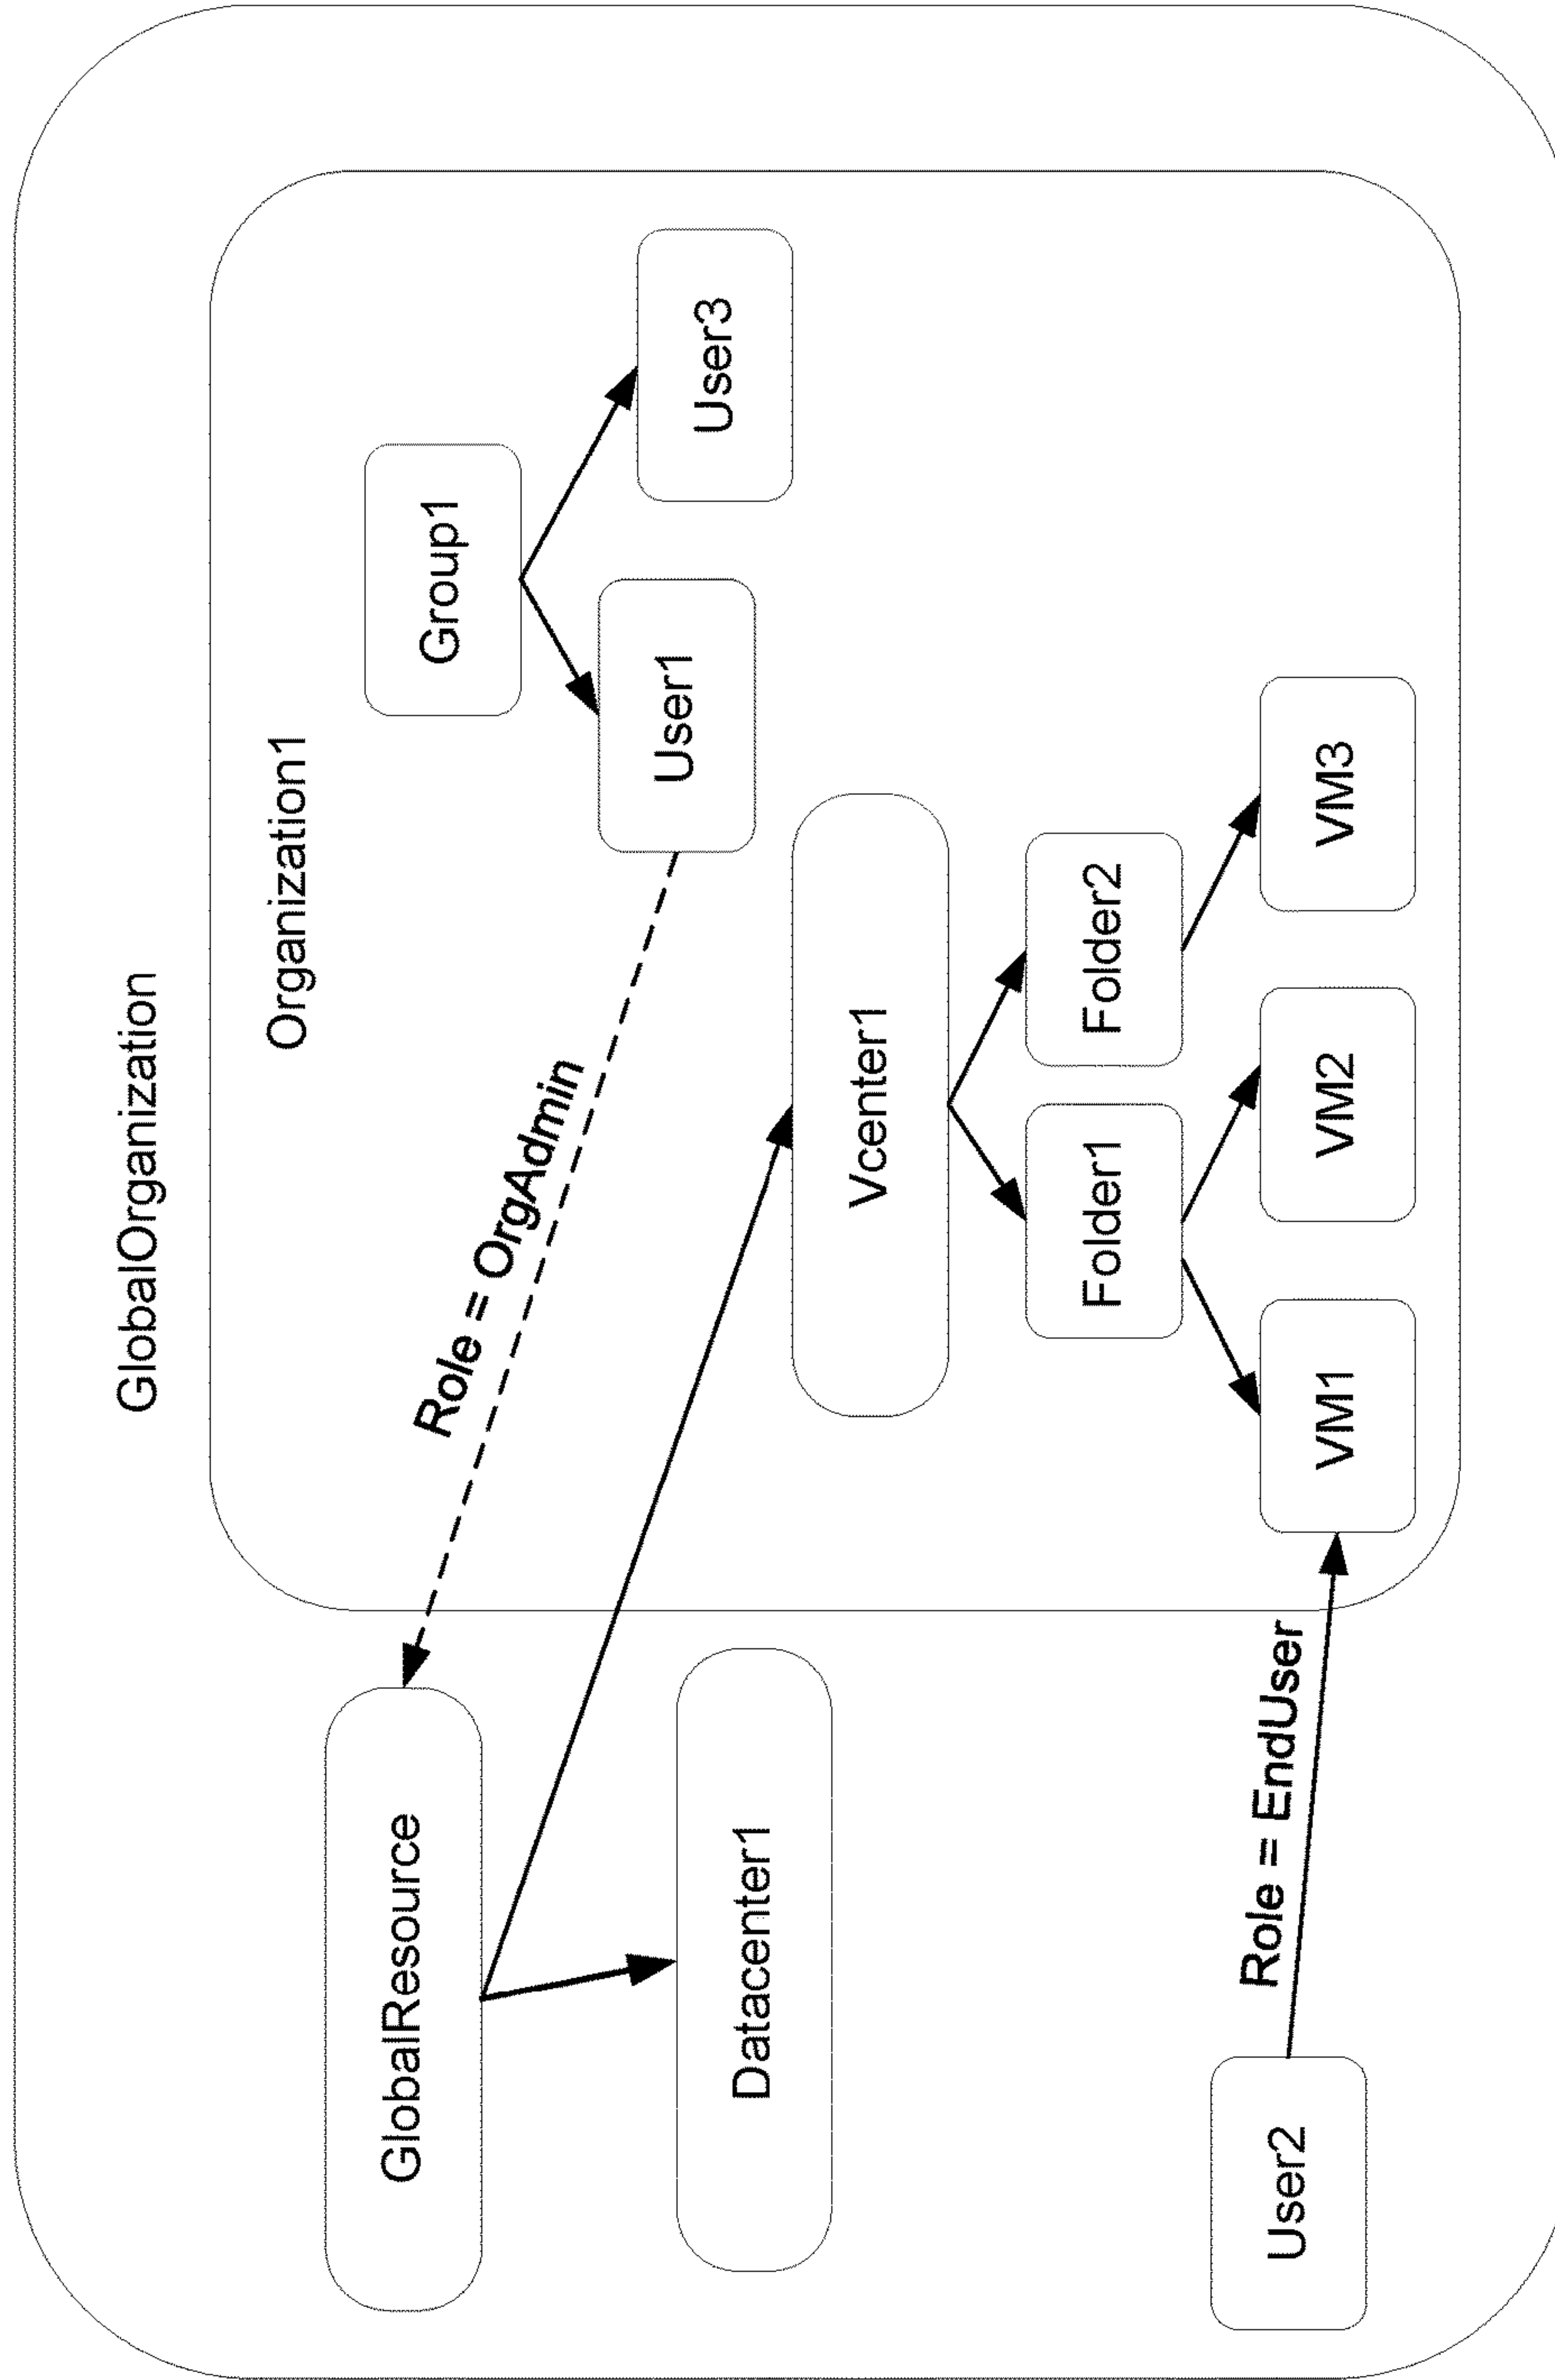 GlobalOrganization
Organization1
GlobalResource
Role = OrgAdmin
Group1
User1
User3
Datacenter1
Vcenter1
Folder1
Folder2
User2
Role = EndUser
VM1
VM2
VM3